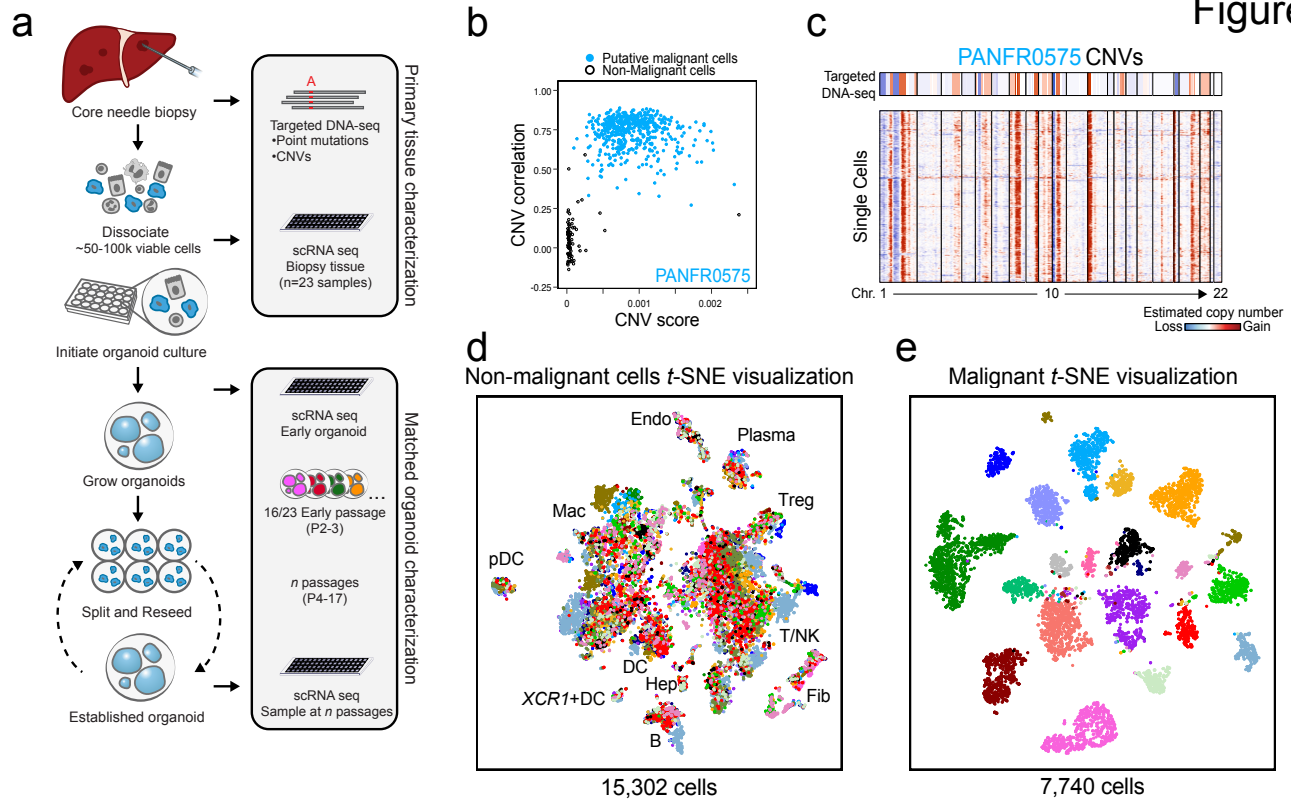 Figure
a
Core needle biopsy
Dissociate
~50-100k viable cells
Initiate organoid culture
Grow organoids
Split and Reseed
Established organoid
A
Targeted DNA-seq
•Point mutations
•CNVs
scRNA seq
Biopsy tissue
(n=23 samples)
Primary tissue characterization
scRNA seq
Early organoid
...
16/23 Early passage
(P2-3)
n passages
(P4-17)
scRNA seq
Sample at n passages
Matched organoid characterization
b
Putative malignant cells
Non-Malignant cells
CNV correlation
1.00
0.75
0.50
0.25
0.00
-0.25
PANFR0575
0
0.001
0.002
CNV score
c
PANFR0575 CNVs
Targeted
DNA-seq
Single Cells
Chr. 1
10
22
Estimated copy number
Loss
Gain
d
Non-malignant cells t-SNE visualization
Endo
Plasma
Mac
Treg
pDC
T/NK
DC
Hep
XCR1+DC
Fib
B
15,302 cells
e
Malignant t-SNE visualization
7,740 cells